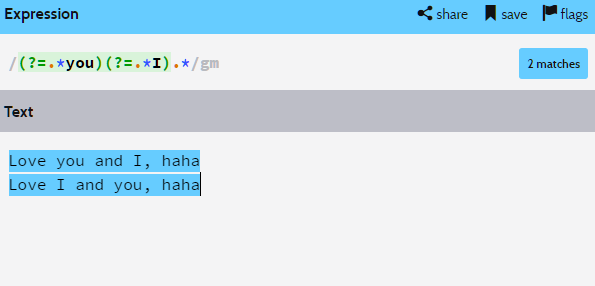 Expression share save flags
/(?=.*you)(?=.*I).*/gm 2 matches
Text
Love you and I, haha
Love I and you, haha